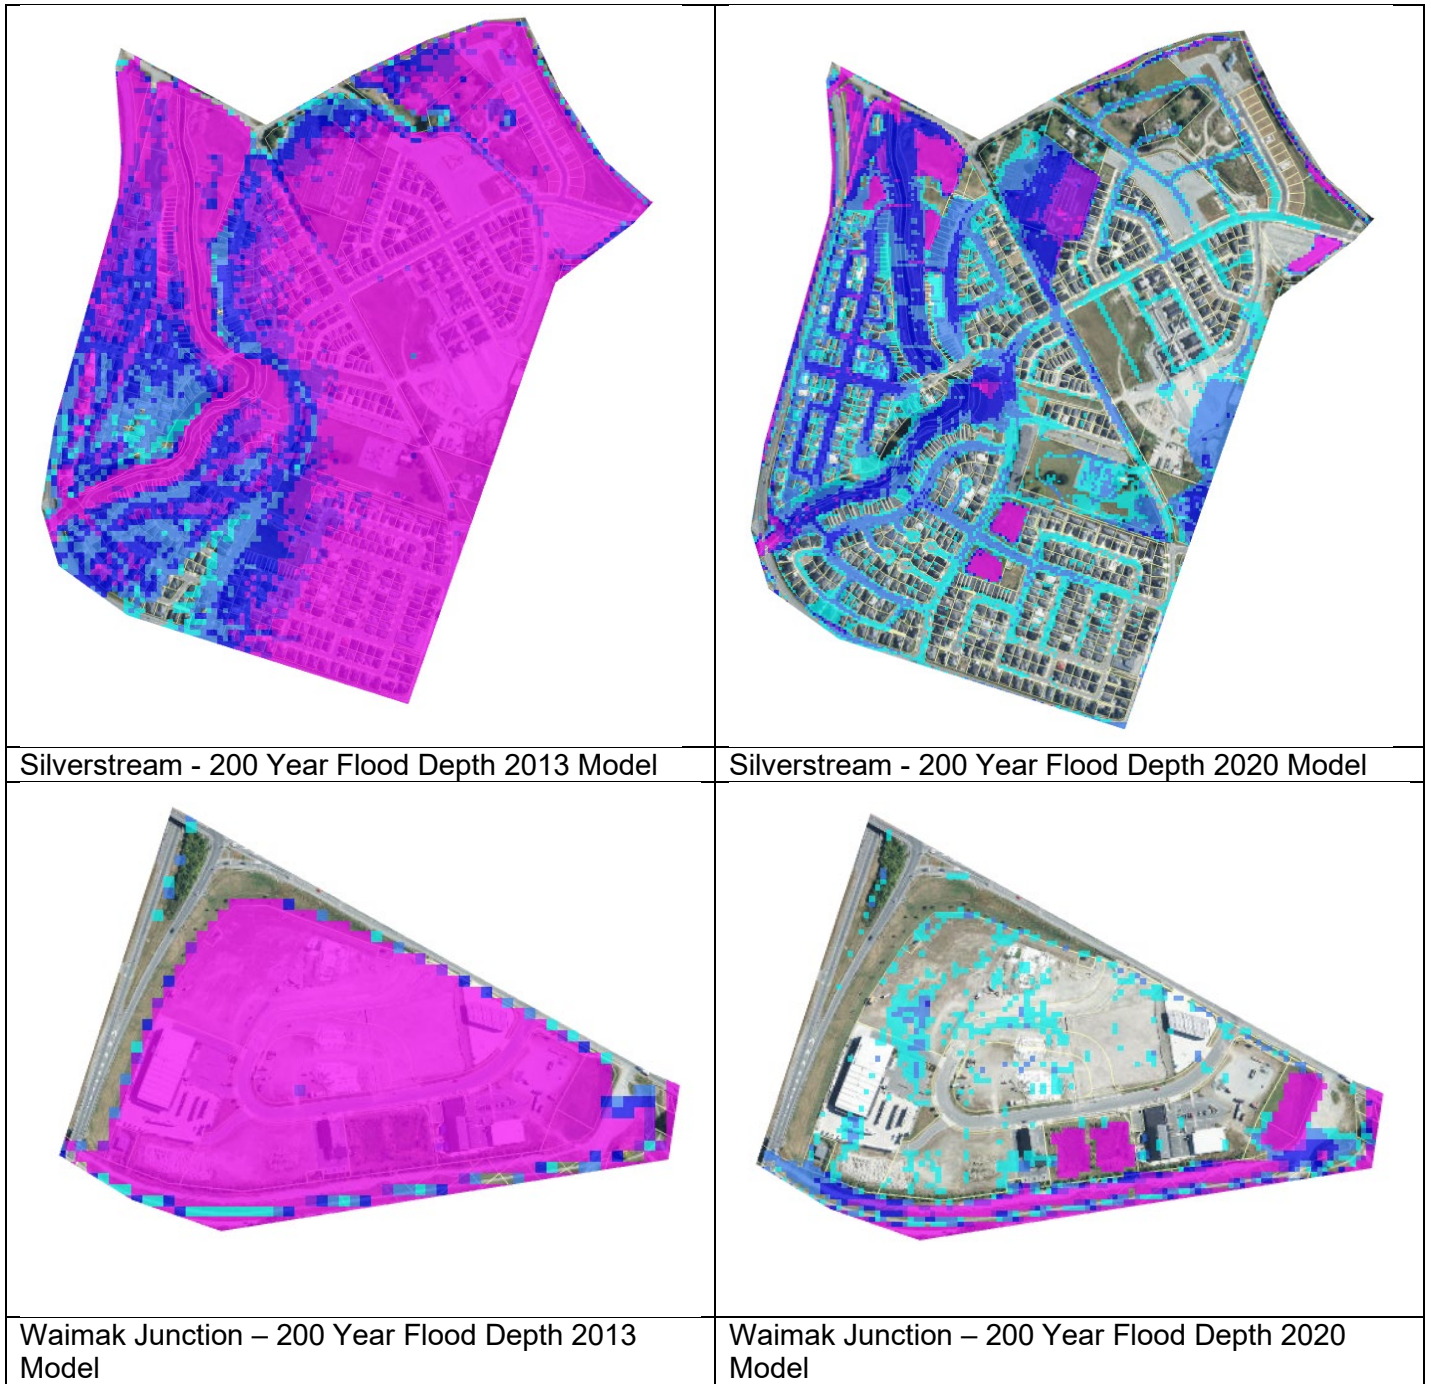 Silverstream - 200 Year Flood Depth 2013 Model
Silverstream - 200 Year Flood Depth 2020 Model
Waimak Junction – 200 Year Flood Depth 2013
Model
Waimak Junction – 200 Year Flood Depth 2020
Model